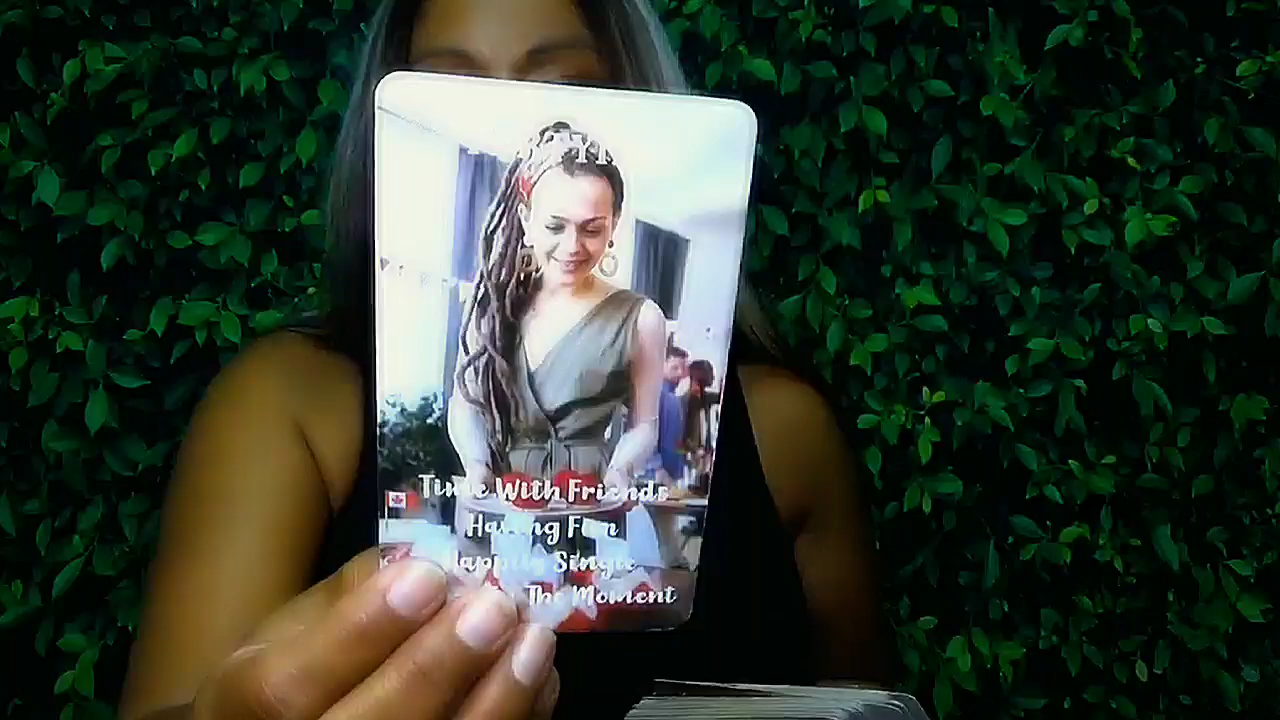 Time With Friends
Having Fun
Happily Single
The Moment